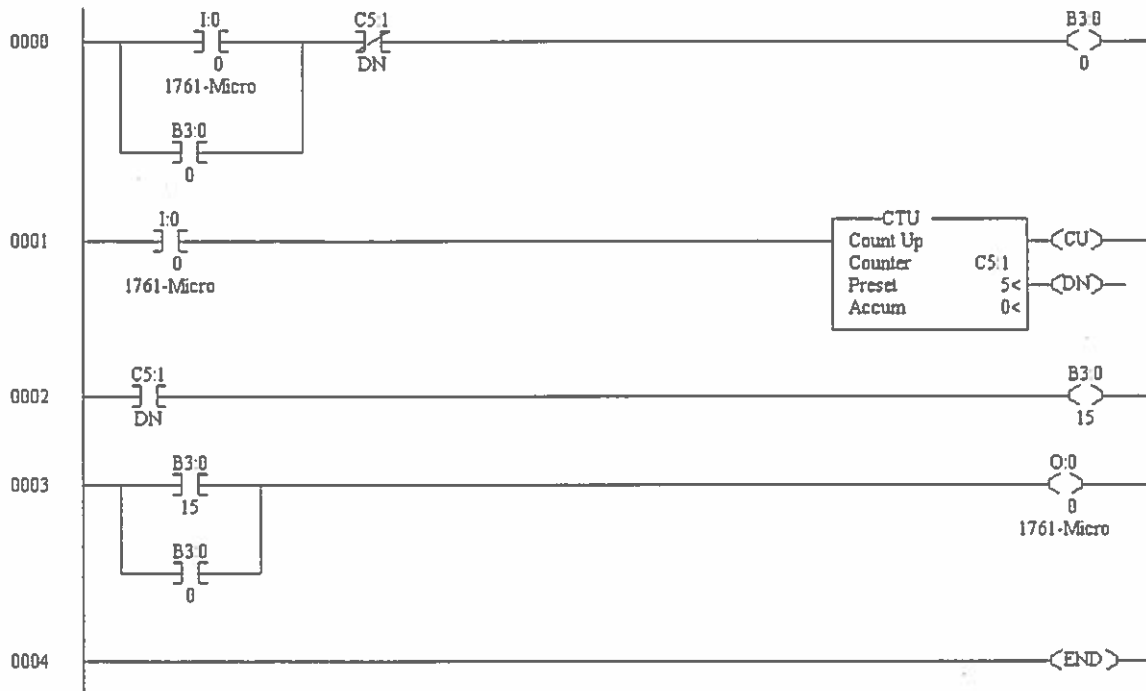 I:0 C5:1 B3:0
0000
0 DN 0
1761-Micro
B3:0
0
I:0 CTU
0001 Count Up CU
0 Counter C5:1
1761-Micro Preset 5< DN
Accum 0<
C5:1 B3:0
0002
DN 15
B3:0 O:0
0003
15 0
1761-Micro
B3:0
0
0004 END